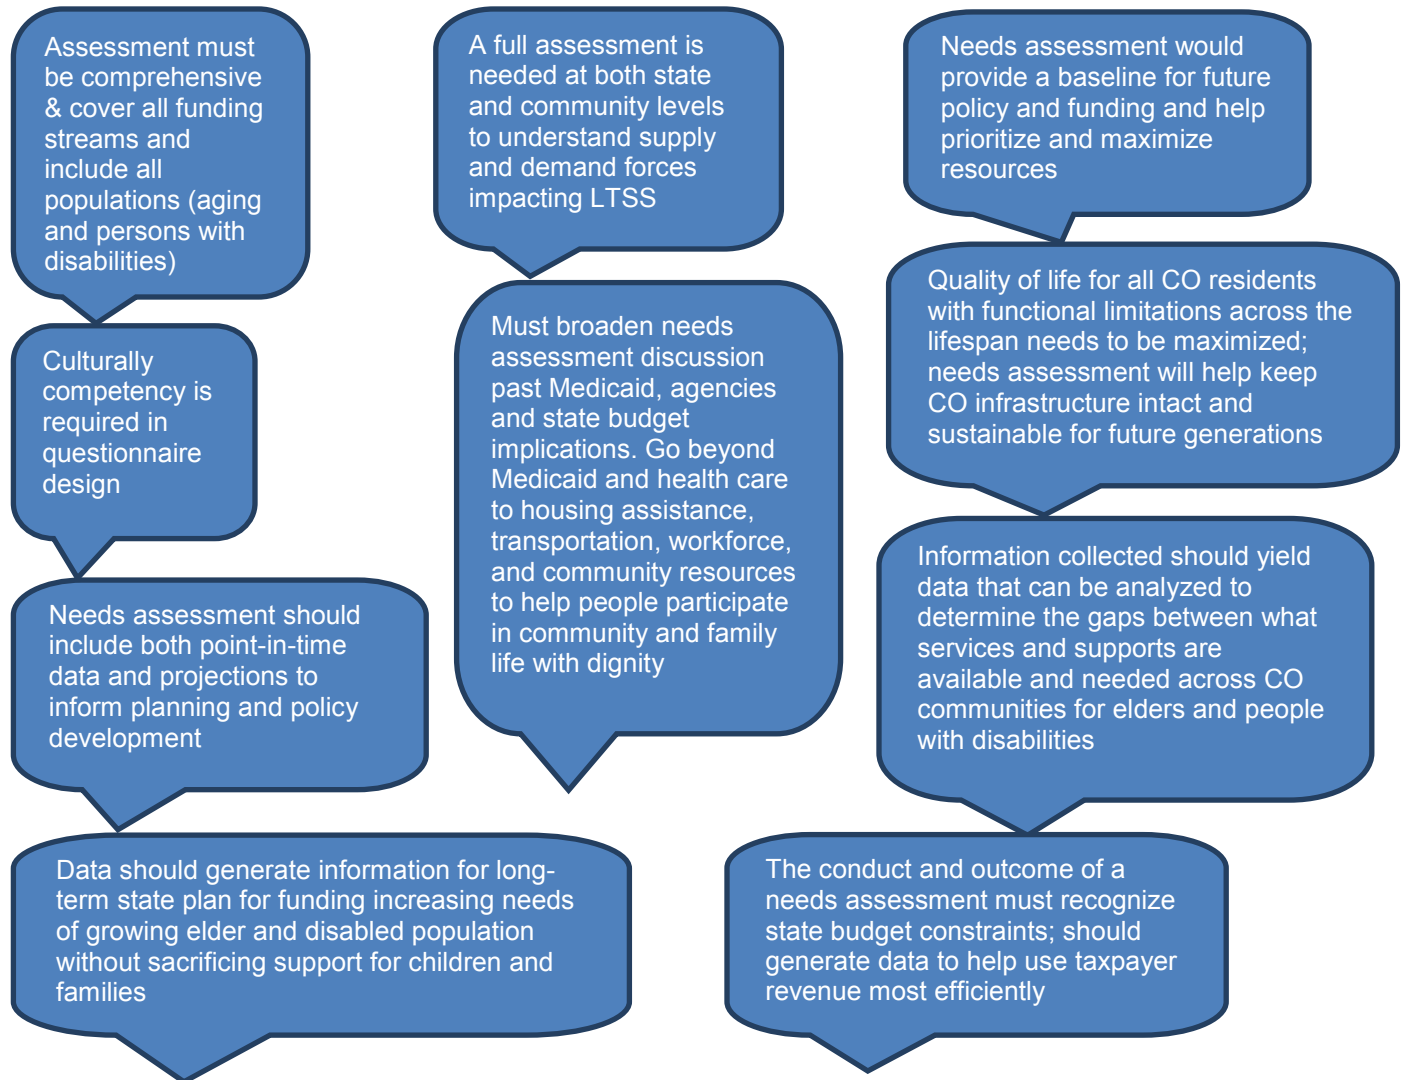 Assessment must
be comprehensive
& cover all funding
streams and
include all
populations (aging
and persons with
disabilities)
Culturally
competency is
required in
questionnaire
design
Needs assessment should
include both point-in-time
data and projections to
inform planning and policy
development
Data should generate information for long-
term state plan for funding increasing needs
of growing elder and disabled population
without sacrificing support for children and
families
A full assessment is
needed at both state
and community levels
to understand supply
and demand forces
impacting LTSS
Must broaden needs
assessment discussion
past Medicaid, agencies
and state budget
implications. Go beyond
Medicaid and health care
to housing assistance,
transportation, workforce,
and community resources
to help people participate
in community and family
life with dignity
Needs assessment would
provide a baseline for future
policy and funding and help
prioritize and maximize
resources
Quality of life for all CO residents
with functional limitations across the
lifespan needs to be maximized;
needs assessment will help keep
CO infrastructure intact and
sustainable for future generations
Information collected should yield
data that can be analyzed to
determine the gaps between what
services and supports are
available and needed across CO
communities for elders and people
with disabilities
The conduct and outcome of a
needs assessment must recognize
state budget constraints; should
generate data to help use taxpayer
revenue most efficiently